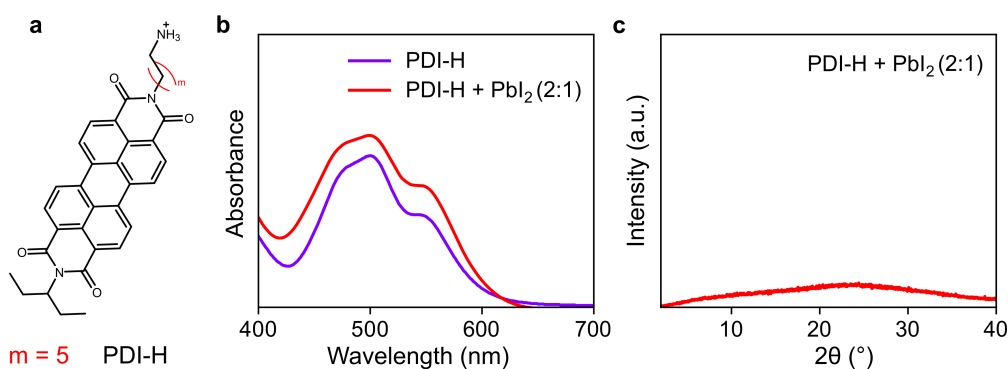 a
+
NH₃
m
O
N
O
O
N
O
m = 5 PDI-H
b
PDI-H
PDI-H + PbI₂ (2:1)
Absorbance
400 500 600 700
Wavelength (nm)
c
PDI-H + PbI₂ (2:1)
Intensity (a.u.)
10 20 30 40
2θ (°)